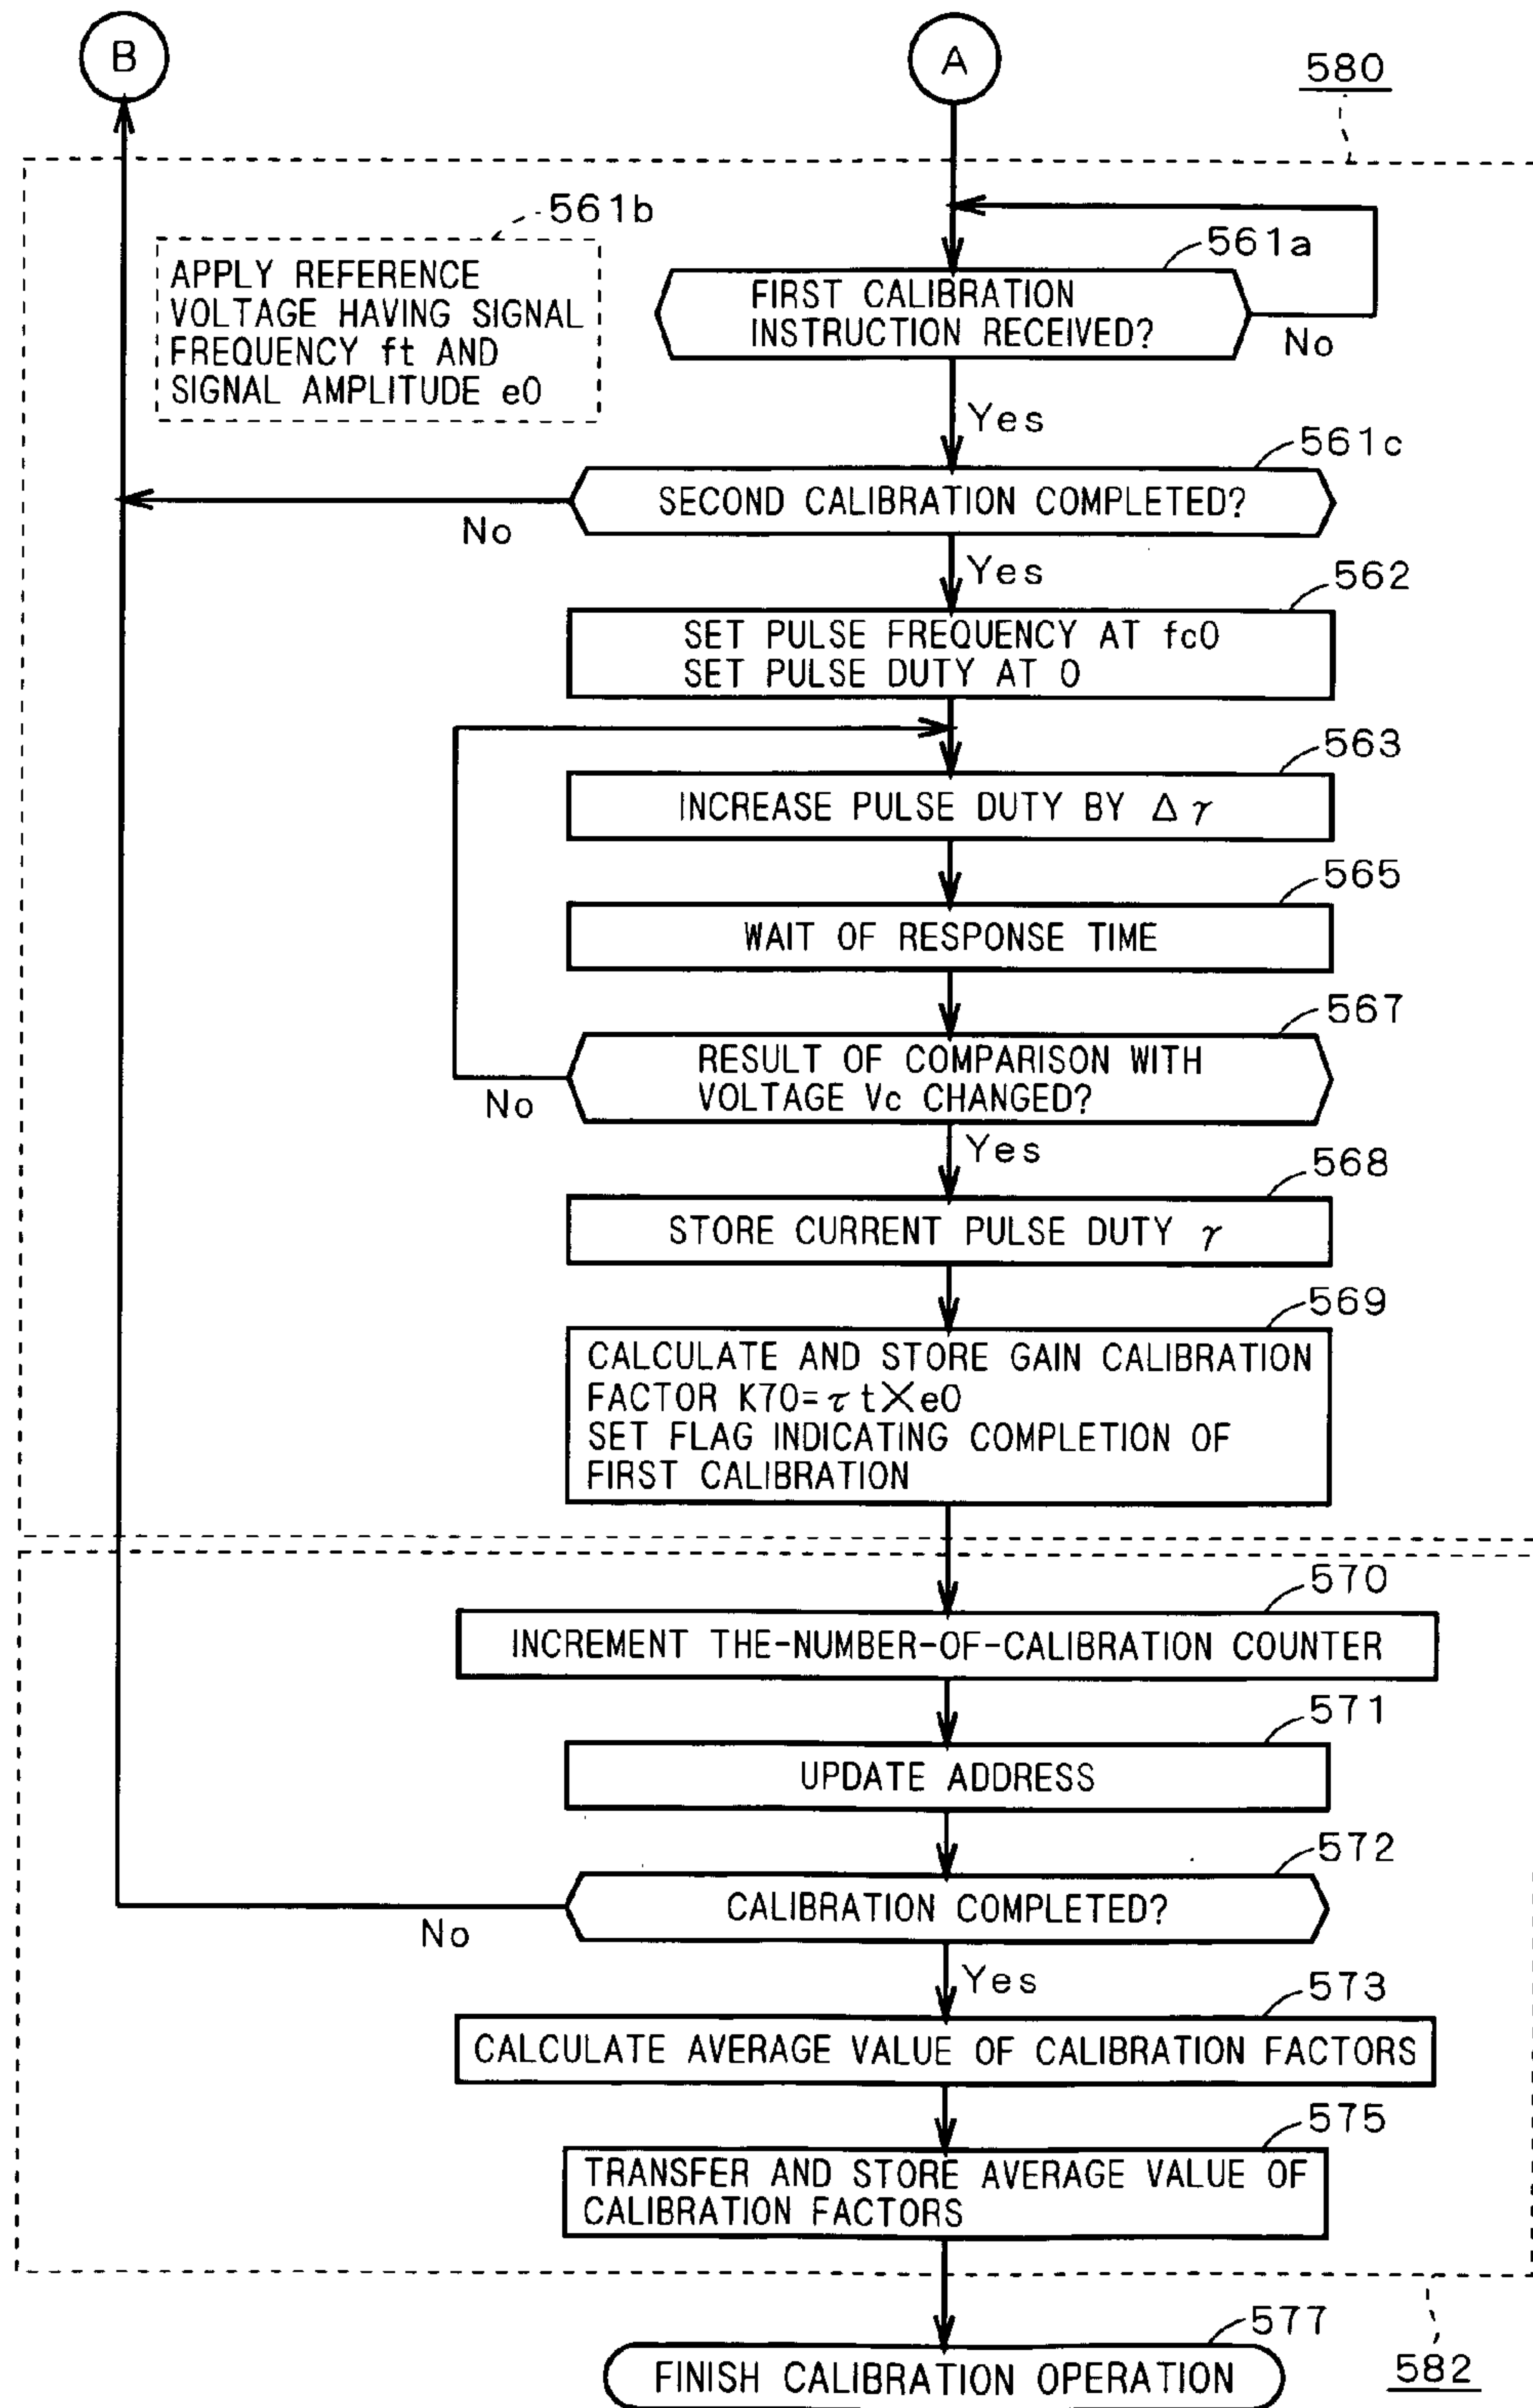 B
A
580
561b
APPLY REFERENCE
VOLTAGE HAVING SIGNAL
FREQUENCY ft AND
SIGNAL AMPLITUDE e0
561a
FIRST CALIBRATION
INSTRUCTION RECEIVED?
No
Yes
561c
SECOND CALIBRATION COMPLETED?
No
Yes
562
SET PULSE FREQUENCY AT fc0
SET PULSE DUTY AT 0
563
INCREASE PULSE DUTY BY Δγ
565
WAIT OF RESPONSE TIME
567
RESULT OF COMPARISON WITH
VOLTAGE Vc CHANGED?
No
Yes
568
STORE CURRENT PULSE DUTY γ
569
CALCULATE AND STORE GAIN CALIBRATION
FACTOR K70=τt×e0
SET FLAG INDICATING COMPLETION OF
FIRST CALIBRATION
570
INCREMENT THE-NUMBER-OF-CALIBRATION COUNTER
571
UPDATE ADDRESS
572
CALIBRATION COMPLETED?
No
Yes
573
CALCULATE AVERAGE VALUE OF CALIBRATION FACTORS
575
TRANSFER AND STORE AVERAGE VALUE OF
CALIBRATION FACTORS
577
FINISH CALIBRATION OPERATION
582